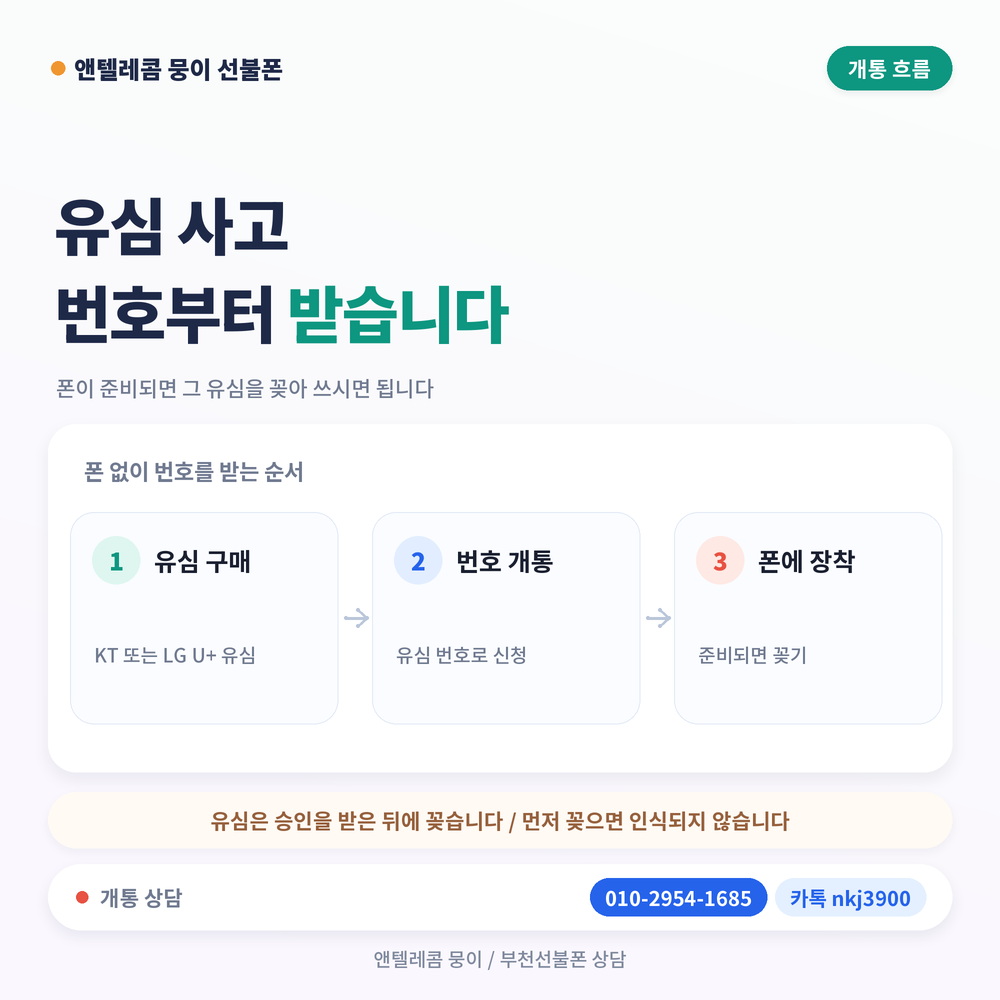 앤텔레콤 뭉이 선불폰
개통 흐름
유심 사고
번호부터 받습니다
폰이 준비되면 그 유심을 꽂아 쓰시면 됩니다
폰 없이 번호를 받는 순서
1 유심 구매
KT 또는 LG U+ 유심
2 번호 개통
유심 번호로 신청
3 폰에 장착
준비되면 꽂기
유심은 승인을 받은 뒤에 꽂습니다 / 먼저 꽂으면 인식되지 않습니다
개통 상담
010-2954-1685
카톡 nkj3900
앤텔레콤 뭉이 / 부천선불폰 상담